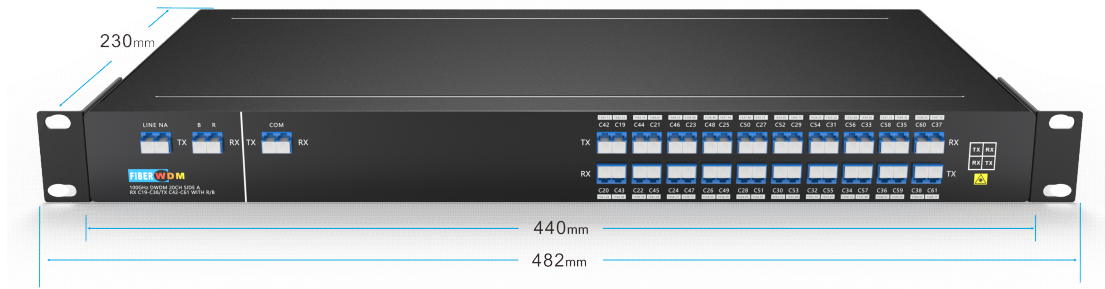 230mm
LINE NA B R COM
C42 C19 C44 C21 C46 C23 C48 C25 C50 C27 C52 C29 C54 C31 C56 C33 C58 C35 C60 C37
TX RX TX RX TX RX
TX RX
RX TX
RX TX
FIBERWDM
100GHz DWDM 20CH SIDE A
RX C19-C38/TX C42-C61 WITH R/B
C20 C43 C22 C45 C24 C47 C26 C49 C28 C51 C30 C53 C32 C55 C34 C57 C36 C59 C38 C61
440mm
482mm